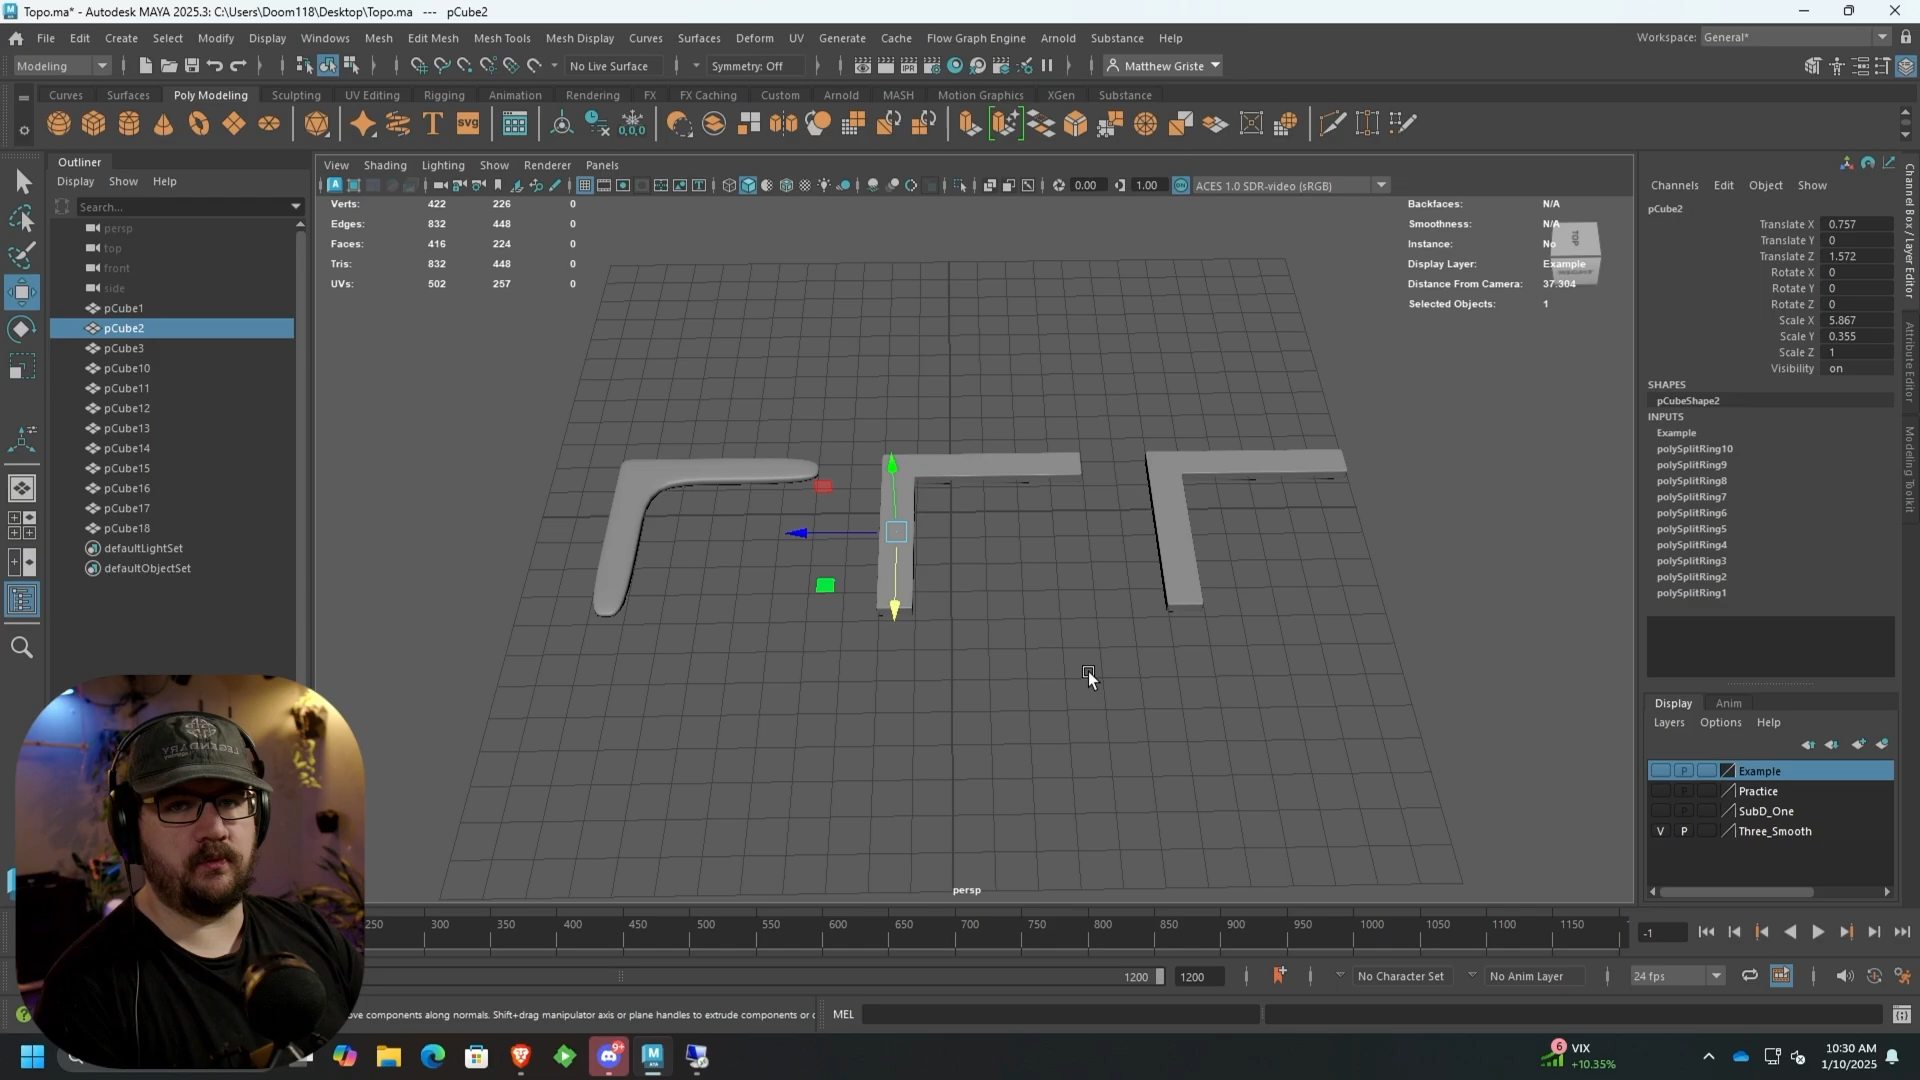 Topo.ma* - Autodesk MAYA 2025.3: C:\Users\Doom118\Desktop\Topo.ma --- pCube2
File Edit Create Select Modify Display Windows Mesh Edit Mesh Mesh Tools Mesh Display Curves Surfaces Deform UV Generate Cache Flow Graph Engine Arnold Substance Help
Workspace: General*
Modeling No Live Surface Symmetry: Off Matthew Griste
Curves Surfaces Poly Modeling Sculpting UV Editing Rigging Animation Rendering FX FX Caching Custom Arnold MASH Motion Graphics XGen Substance
Outliner
Display Show Help
Search...
persp
top
front
side
pCube1
pCube2
pCube3
pCube10
pCube11
pCube12
pCube13
pCube14
pCube15
pCube16
pCube17
pCube18
defaultLightSet
defaultObjectSet
View Shading Lighting Show Renderer Panels
0.00 1.00 ACES 1.0 SDR-video (sRGB)
Verts: 422 226 0
Edges: 832 448 0
Faces: 416 224 0
Tris: 832 448 0
UVs: 502 257 0
Backfaces: N/A
Smoothness: N/A
Instance: No
Display Layer: Example
Distance From Camera: 37.304
Selected Objects: 1
TOP
persp
Channels Edit Object Show
pCube2
Translate X 0.757
Translate Y 0
Translate Z 1.572
Rotate X 0
Rotate Y 0
Rotate Z 0
Scale X 5.867
Scale Y 0.355
Scale Z 1
Visibility on
SHAPES
pCubeShape2
INPUTS
Example
polySplitRing10
polySplitRing9
polySplitRing8
polySplitRing7
polySplitRing6
polySplitRing5
polySplitRing4
polySplitRing3
polySplitRing2
polySplitRing1
Channel Box / Layer Editor
Attribute Editor
Modeling Toolkit
Display Anim
Layers Options Help
P Example
P Practice
P SubD_One
V P Three_Smooth
250 300 350 400 450 500 550 600 650 700 750 800 850 900 950 1000 1050 1100 1150
-1
1200 1200 No Character Set No Anim Layer 24 fps
ove components along normals. Shift+drag manipulator axis or plane handles to extrude components or c
MEL
LEGENDARY
9+
6 VIX
+10.35%
10:30 AM
1/10/2025